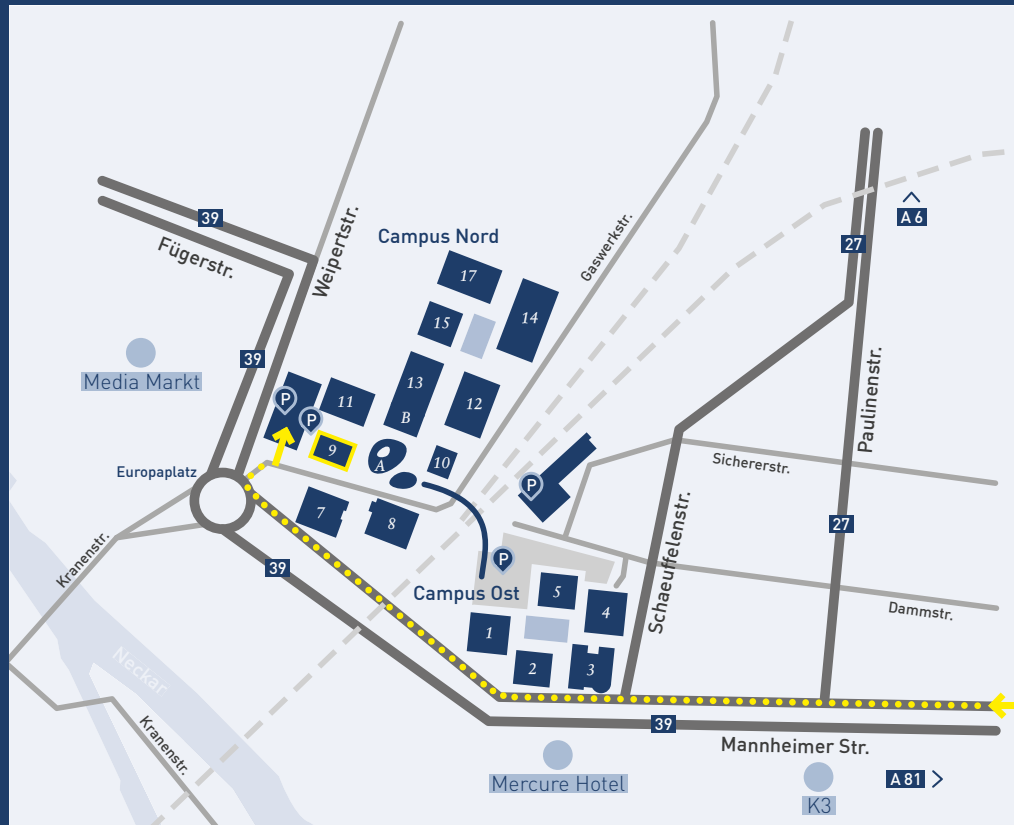 A 6
39
27
Fügerstr.
Weipertstr.
Campus Nord
Gaswerkstr.
17
15
14
39
Media Markt
Paulinenstr.
P
11
13
B
12
P
9
A
10
Europaplatz
Sichererstr.
P
7
8
27
Kranenstr.
39
P
Schaeuffelenstr.
Campus Ost
5
4
Dammstr.
1
2
3
Neckar
Kranenstr.
39
Mannheimer Str.
Mercure Hotel
A 81
K3